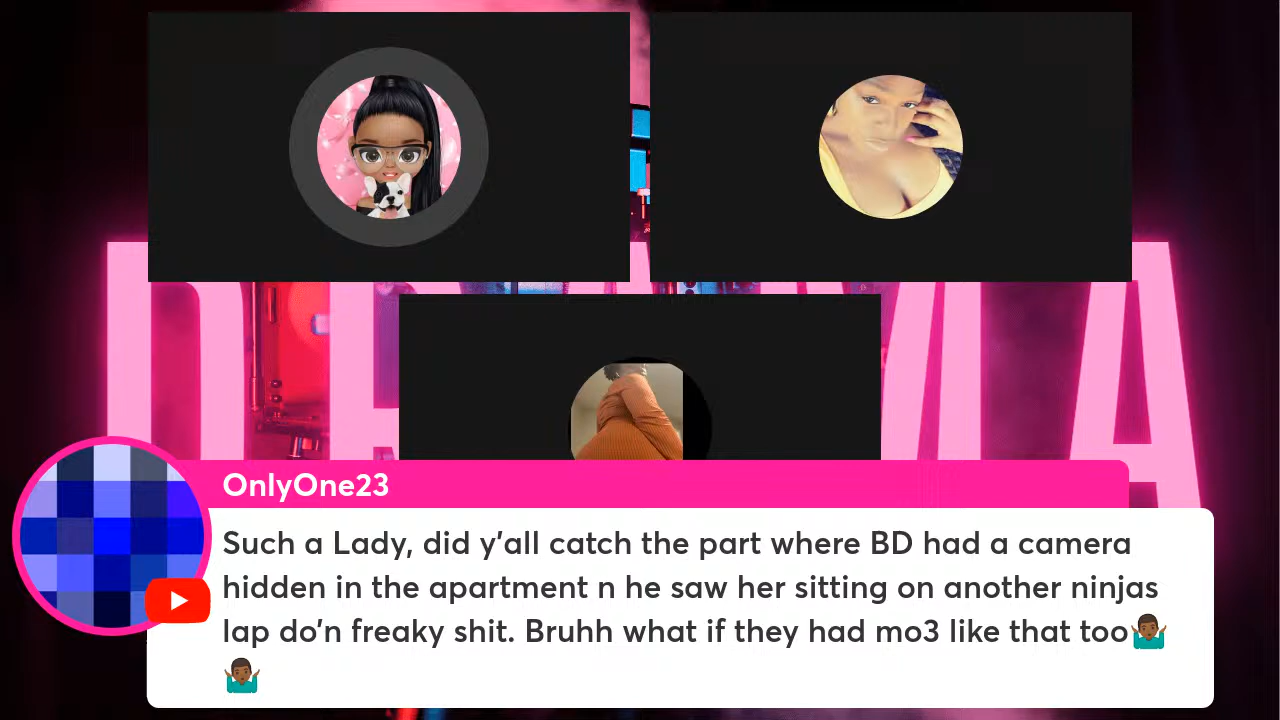 DRAMA
OnlyOne23
Such a Lady, did y'all catch the part where BD had a camera
hidden in the apartment n he saw her sitting on another ninjas
lap do'n freaky shit. Bruhh what if they had mo3 like that too🤷🏾‍♂️
🤷🏾‍♂️